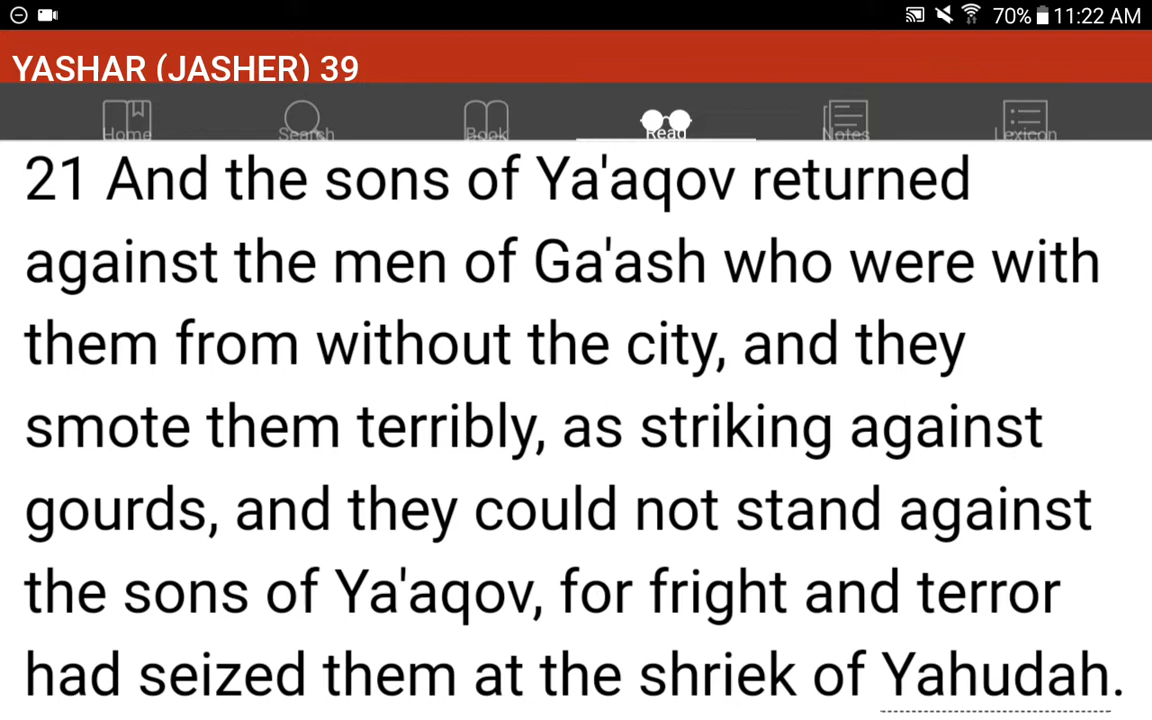 70% 11:22 AM
YASHAR (JASHER) 39
Home Search Book Read Notes Lexicon
21 And the sons of Ya'aqov returned
against the men of Ga'ash who were with
them from without the city, and they
smote them terribly, as striking against
gourds, and they could not stand against
the sons of Ya'aqov, for fright and terror
had seized them at the shriek of Yahudah.